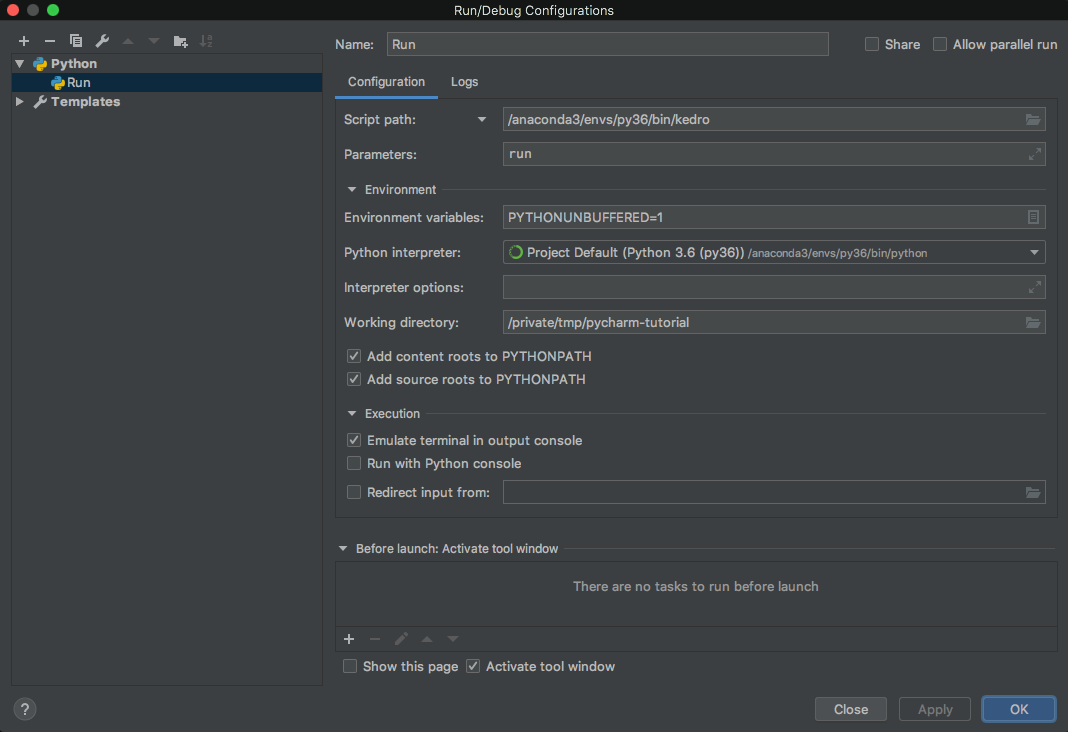 Run/Debug Configurations
Python
Run
Templates
Name: Run Share Allow parallel run
Configuration Logs
Script path: /anaconda3/envs/py36/bin/kedro
Parameters: run
Environment
Environment variables: PYTHONUNBUFFERED=1
Python interpreter: Project Default (Python 3.6 (py36)) /anaconda3/envs/py36/bin/python
Interpreter options:
Working directory: /private/tmp/pycharm-tutorial
Add content roots to PYTHONPATH
Add source roots to PYTHONPATH
Execution
Emulate terminal in output console
Run with Python console
Redirect input from:
Before launch: Activate tool window
There are no tasks to run before launch
Show this page Activate tool window
? Close Apply OK